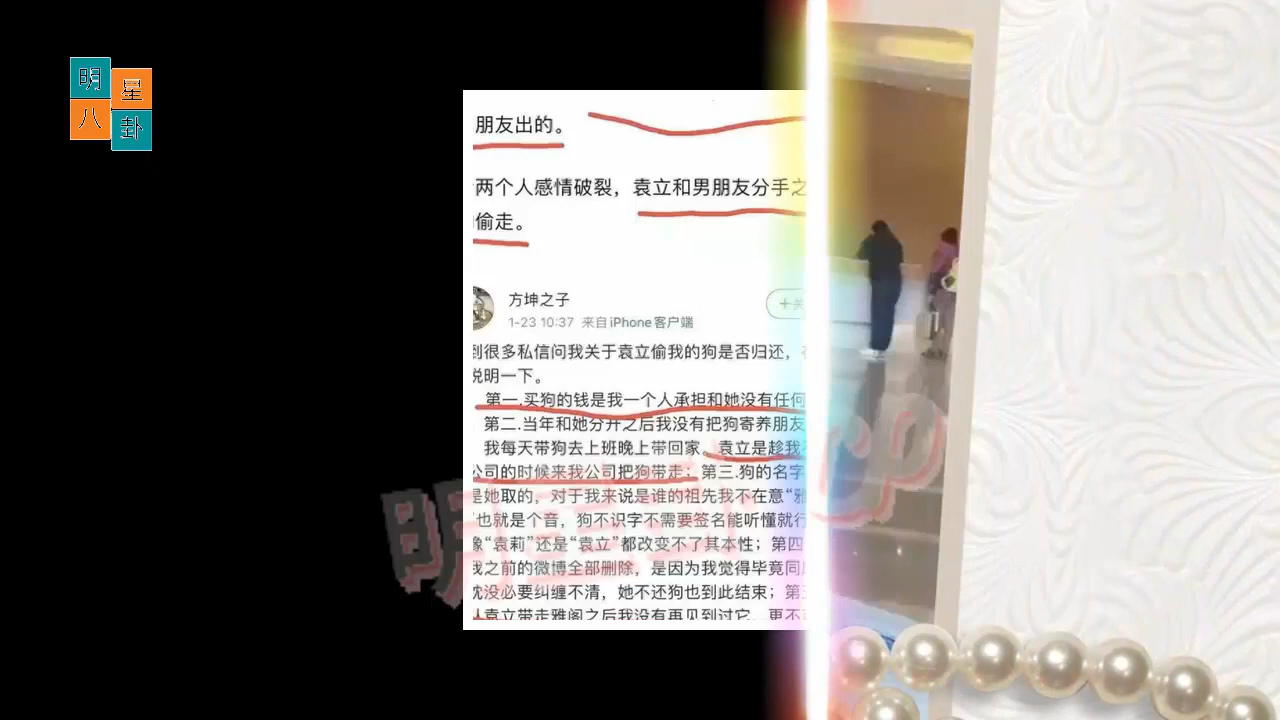 明星
八卦
朋友出的。
两个人感情破裂，袁立和男朋友分手之
偷走。
方坤之子
1-23 10:37 来自iPhone客户端
到很多私信问我关于袁立偷我的狗是否归还，
说明一下。
第一.买狗的钱是我一个人承担和她没有任何
第二.当年和她分开之后我没有把狗寄养朋友
我每天带狗去上班晚上带回家。袁立是趁我
公司的时候来我公司把狗带走；第三.狗的名字
是她取的，对于我来说是谁的祖先我不在意“雅
也就是个音，狗不识字不需要签名能听懂就行
像“袁莉”还是“袁立”都改变不了其本性；第四
我之前的微博全部删除，是因为我觉得毕竟同
就没必要纠缠不清，她不还狗也到此结束；第
人袁立带走雅阁之后我没有再见到过它，更不
明星